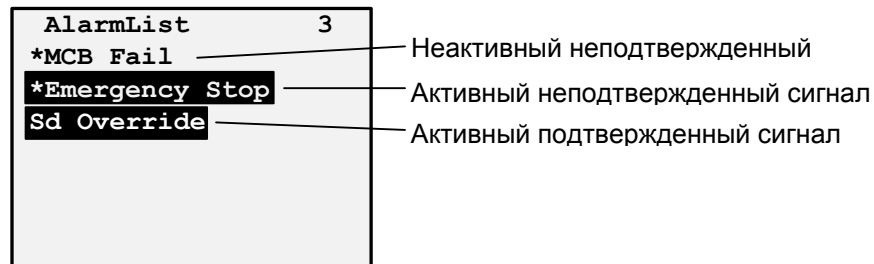 AlarmList 3
*MCB Fail
Неактивный неподтвержденный
*Emergency Stop
Активный неподтвержденный сигнал
Sd Override
Активный подтвержденный сигнал